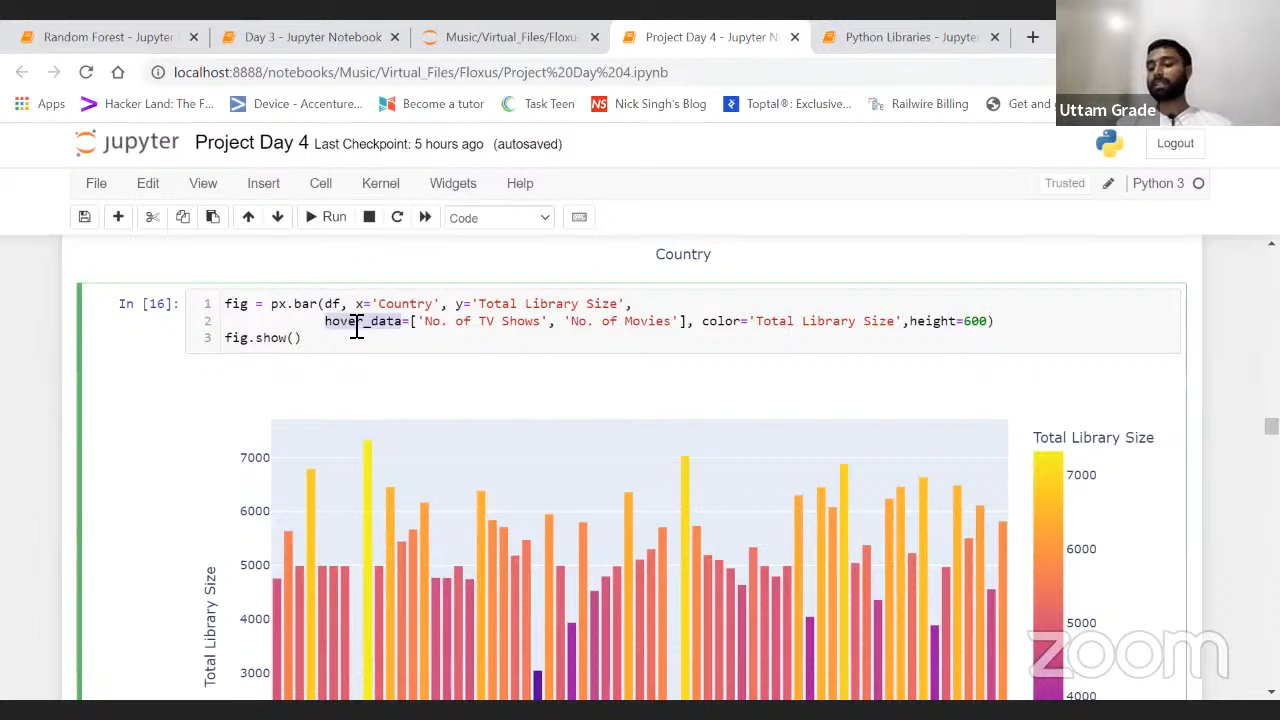 Random Forest - Jupyter
Day 3 - Jupyter Notebook
Music/Virtual_Files/Floxus
Project Day 4 - Jupyter N
Python Libraries - Jupyte
localhost:8888/notebooks/Music/Virtual_Files/Floxus/Project%20Day%204.ipynb
Apps
Hacker Land: The F...
Device - Accenture...
Become a Tutor
Task Teen
NS Nick Singh's Blog
Toptal®: Exclusive...
Railwire Billing
Get and
Uttam Grade
jupyter Project Day 4 Last Checkpoint: 5 hours ago (autosaved)
Logout
File Edit View Insert Cell Kernel Widgets Help
Trusted
Python 3
Run
Code
Country
In [16]:
1 fig = px.bar(df, x='Country', y='Total Library Size',
2 hover_data=['No. of TV Shows', 'No. of Movies'], color='Total Library Size',height=600)
3 fig.show()
Total Library Size
7000
6000
5000
4000
3000
Total Library Size
7000
6000
5000
4000
zoom